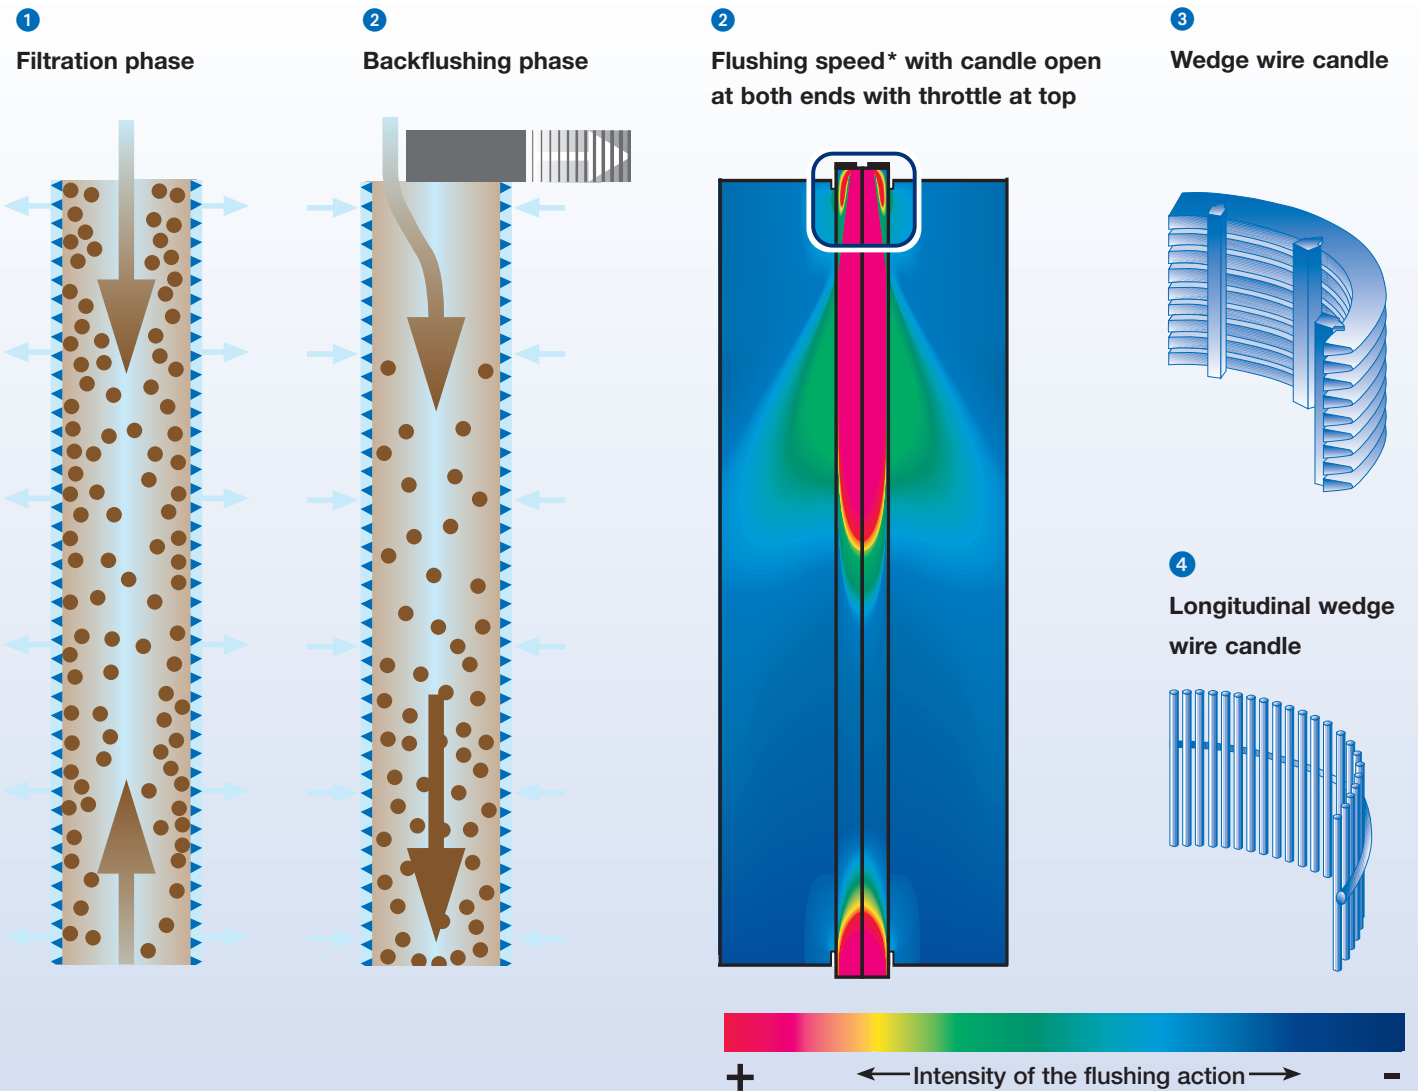 1
Filtration phase
2
Backflushing phase
2
Flushing speed* with candle open
at both ends with throttle at top
3
Wedge wire candle
4
Longitudinal wedge
wire candle
+ Intensity of the flushing action -